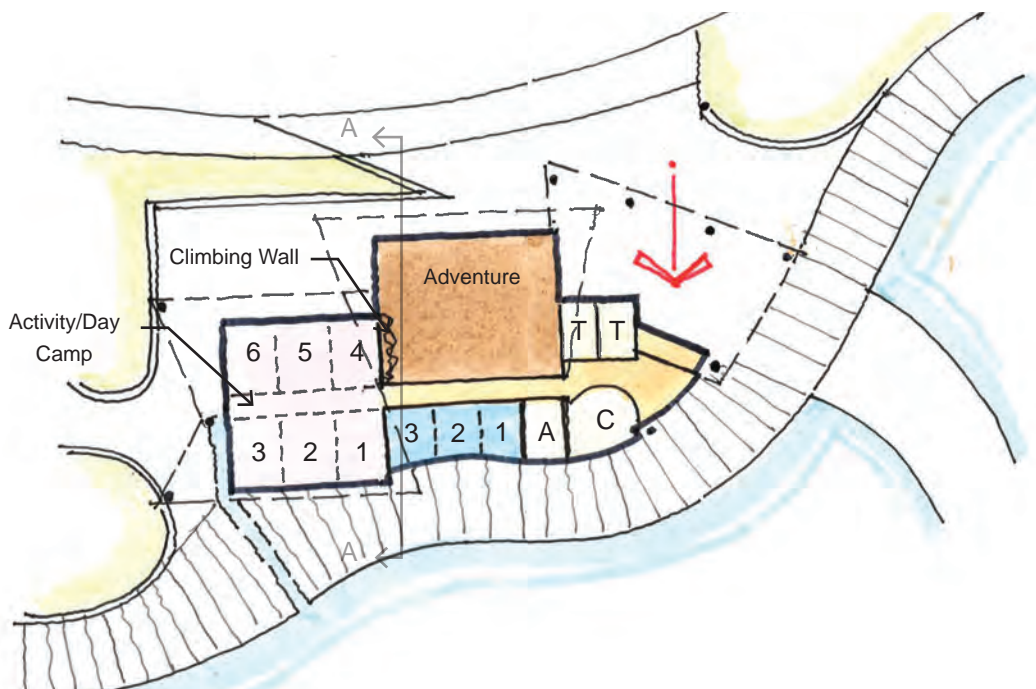 A
Climbing Wall
Adventure
Activity/Day
Camp
T T
6 5 4
3 2 1
3 2 1 A C
A